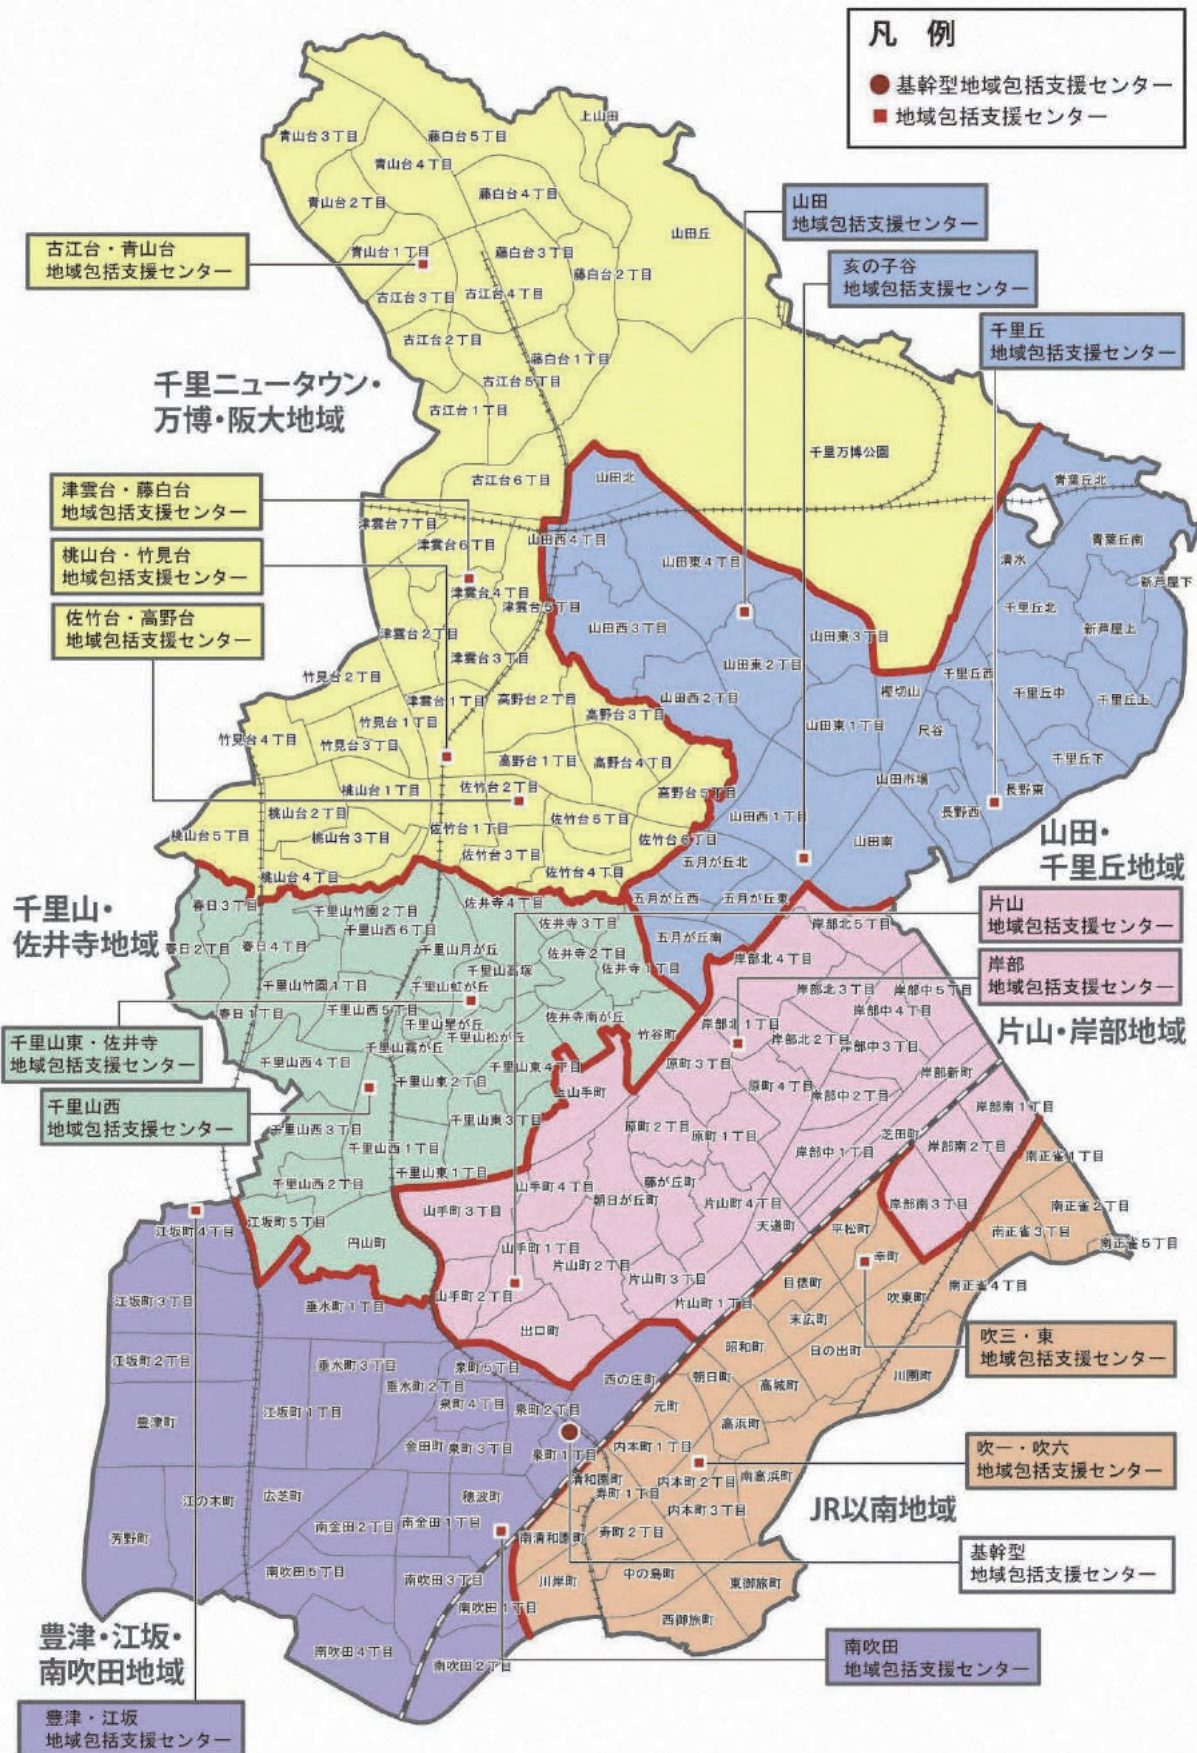 凡 例
基幹型地域包括支援センター
地域包括支援センター
上山田
青山台3丁目
藤白台5丁目
青山台4丁目
藤白台4丁目
青山台2丁目
山田丘
山田
地域包括支援センター
古江台・青山台
地域包括支援センター
青山台1丁目
藤白台3丁目
藤白台2丁目
亥の子谷
地域包括支援センター
古江台3丁目
古江台4丁目
千里丘
地域包括支援センター
古江台2丁目
藤白台1丁目
古江台5丁目
千里ニュータウン・
万博・阪大地域
古江台1丁目
千里万博公園
古江台6丁目
山田北
青葉丘北
津雲台・藤白台
地域包括支援センター
津雲台7丁目
津雲台6丁目
山田西4丁目
青葉丘南
桃山台・竹見台
地域包括支援センター
山田東4丁目
清水
新芦屋下
津雲台4丁目
津雲台5丁目
千里丘北
佐竹台・高野台
地域包括支援センター
津雲台2丁目
山田西3丁目
山田東3丁目
新芦屋上
津雲台3丁目
山田東2丁目
竹見台2丁目
千里丘西
津雲台1丁目
高野台2丁目
山田西2丁目
樫切山
千里丘中
千里丘上
竹見台1丁目
高野台3丁目
山田東1丁目
尺谷
竹見台4丁目
竹見台3丁目
高野台1丁目
高野台4丁目
千里丘下
桃山台1丁目
佐竹台2丁目
高野台5丁目
山田市場
長野東
桃山台2丁目
佐竹台5丁目
山田西1丁目
長野西
桃山台5丁目
桃山台3丁目
佐竹台1丁目
佐竹台6丁目
山田南
山田・
千里丘地域
佐竹台3丁目
五月が丘北
桃山台4丁目
佐竹台4丁目
千里山・
佐井寺地域
春日3丁目
千里山竹園2丁目
佐井寺4丁目
五月が丘西
五月が丘東
片山
地域包括支援センター
千里山西6丁目
佐井寺3丁目
岸部北5丁目
春日2丁目
春日4丁目
千里山月が丘
佐井寺2丁目
五月が丘南
岸部北4丁目
岸部
地域包括支援センター
千里山高塚
佐井寺1丁目
千里山竹園1丁目
千里山虹が丘
岸部北3丁目
岸部中5丁目
春日1丁目
千里山西5丁目
千里山星が丘
佐井寺南が丘
岸部北1丁目
岸部中4丁目
片山・岸部地域
千里山東・佐井寺
地域包括支援センター
千里山松が丘
千里山霧が丘
竹谷町
岸部北2丁目
岸部中3丁目
千里山西4丁目
千里山東4丁目
原町3丁目
岸部新町
千里山東2丁目
上山手町
原町4丁目
岸部中2丁目
千里山西
地域包括支援センター
千里山東3丁目
岸部南1丁目
千里山西3丁目
原町2丁目
原町1丁目
芝田町
千里山西1丁目
岸部中1丁目
岸部南2丁目
南正雀1丁目
千里山東1丁目
藤が丘町
千里山西2丁目
山手町4丁目
朝日が丘町
片山町4丁目
岸部南3丁目
南正雀2丁目
山手町3丁目
天道町
平松町
江坂町4丁目
江坂町5丁目
円山町
山手町1丁目
片山町2丁目
幸町
南正雀3丁目
南正雀5丁目
片山町3丁目
目俵町
南正雀4丁目
江坂町3丁目
垂水町1丁目
山手町2丁目
片山町1丁目
吹東町
末広町
出口町
昭和町
日の出町
吹三・東
地域包括支援センター
江坂町2丁目
垂水町3丁目
泉町5丁目
西の庄町
朝日町
高城町
川園町
垂水町2丁目
泉町4丁目
泉町2丁目
元町
高浜町
豊津町
江坂町1丁目
金田町
泉町3丁目
泉町1丁目
内本町1丁目
吹一・吹六
地域包括支援センター
清和園町
内本町2丁目
南高浜町
江の木町
広芝町
穂波町
寿町1丁目
内本町3丁目
JR以南地域
芳野町
南金田2丁目
南金田1丁目
南清和園町
寿町2丁目
基幹型
地域包括支援センター
南吹田5丁目
南吹田3丁目
川岸町
中の島町
東御旅町
南吹田1丁目
西御旅町
豊津・江坂・
南吹田地域
南吹田4丁目
南吹田2丁目
南吹田
地域包括支援センター
豊津・江坂
地域包括支援センター